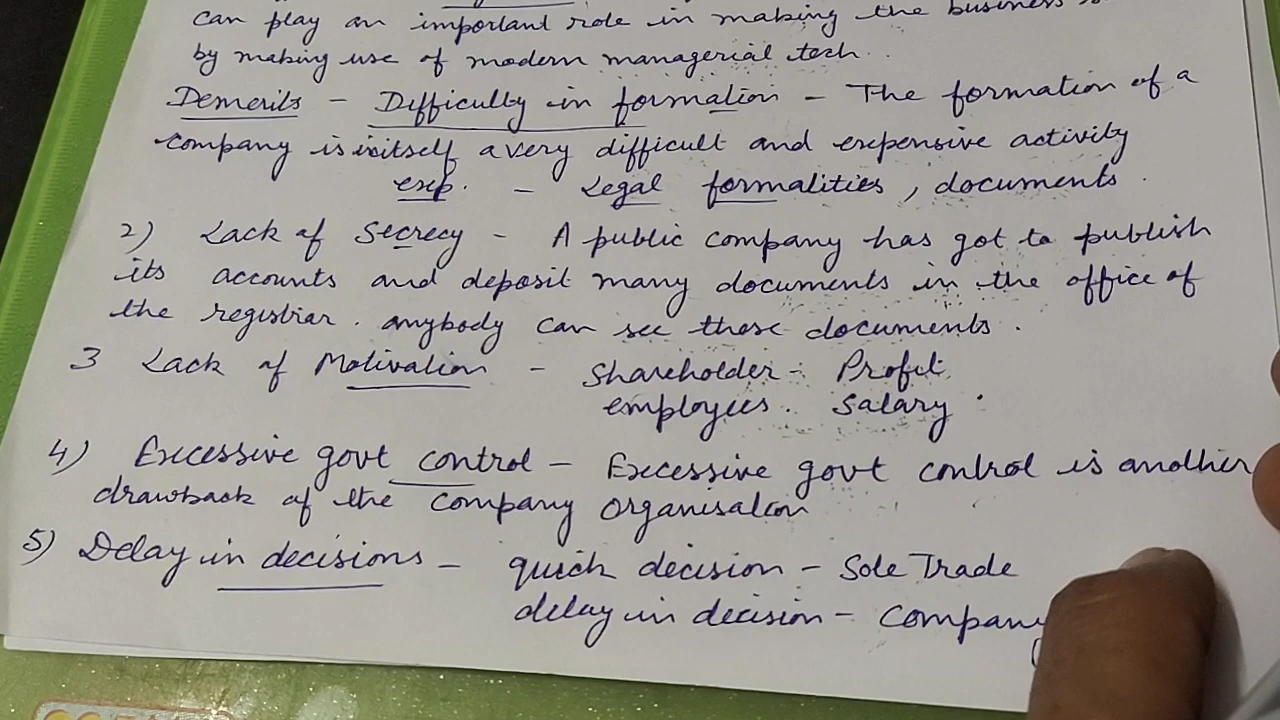 can play an important role in making the business
by making use of modern managerial tech.
Demerits - Difficulty in formation - The formation of a
company is initself a very difficult and expensive activity
exp. - Legal formalities, documents.
2) Lack of Secrecy - A public company has got to publish
its accounts and deposit many documents in the office of
the registrar. anybody can see these documents.
3 Lack of Motivation - Shareholder - Profit
employees. Salary.
4) Excessive govt control - Excessive govt control is another
drawback of the company organisation
5) Delay in decisions - quick decision - Sole Trade
delay in decision - Company